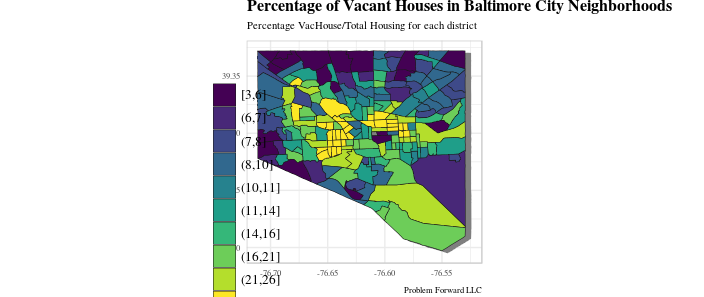 Percentage of Vacant Houses in Baltimore City Neighborhoods
Percentage VacHouse/Total Housing for each district
39.35
[3,6]
(6,7]
(7,8]
(8,10]
(10,11]
(11,14]
(14,16]
(16,21]
(21,26]
-76.70 -76.65 -76.60 -76.55
Problem Forward LLC